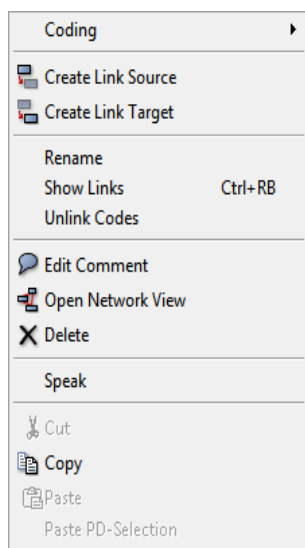 Coding
Create Link Source
Create Link Target
Rename
Show Links Ctrl+RB
Unlink Codes
Edit Comment
Open Network View
Delete
Speak
Cut
Copy
Paste
Paste PD-Selection